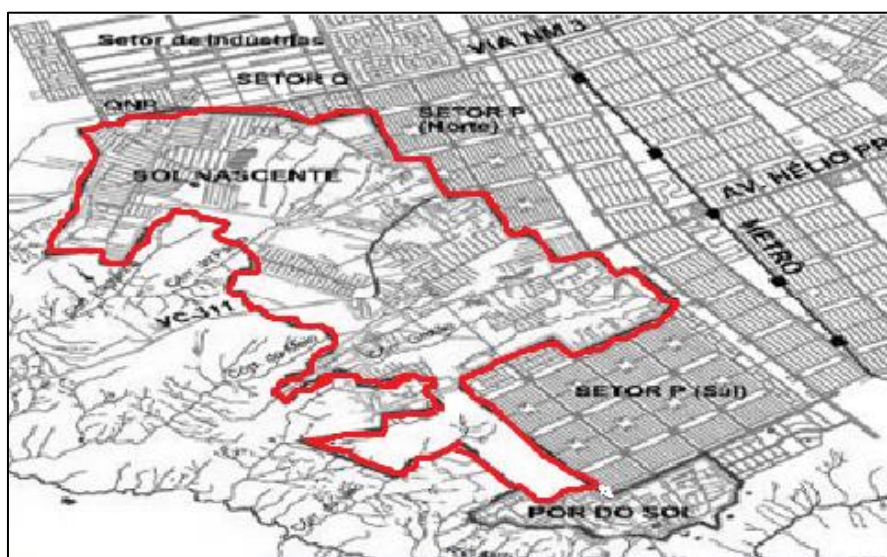 Setor de Indústrias
VIA NM 3
SETOR Q
QNR
SETOR P
(Norte)
SOL NASCENTE
AV. HÉLIO PR
METRÔ
VC-311
SETOR P (Sul)
POR DO SOL